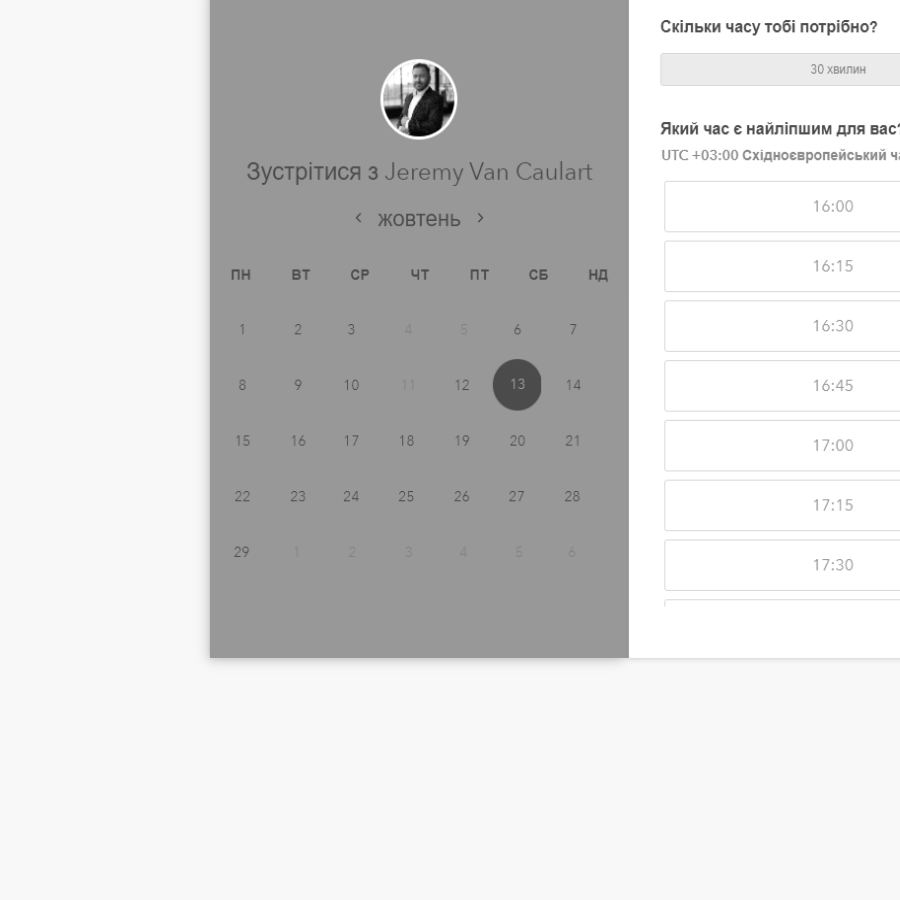 Зустрітися з Jeremy Van Caulart
жовтень
ПН ВТ СР ЧТ ПТ СБ НД
1 2 3 4 5 6 7
8 9 10 11 12 13 14
15 16 17 18 19 20 21
22 23 24 25 26 27 28
29 1 2 3 4 5 6
Скільки часу тобі потрібно?
30 хвилин
Який час є найліпшим для вас?
UTC +03:00 Східноєвропейський
16:00
16:15
16:30
16:45
17:00
17:15
17:30